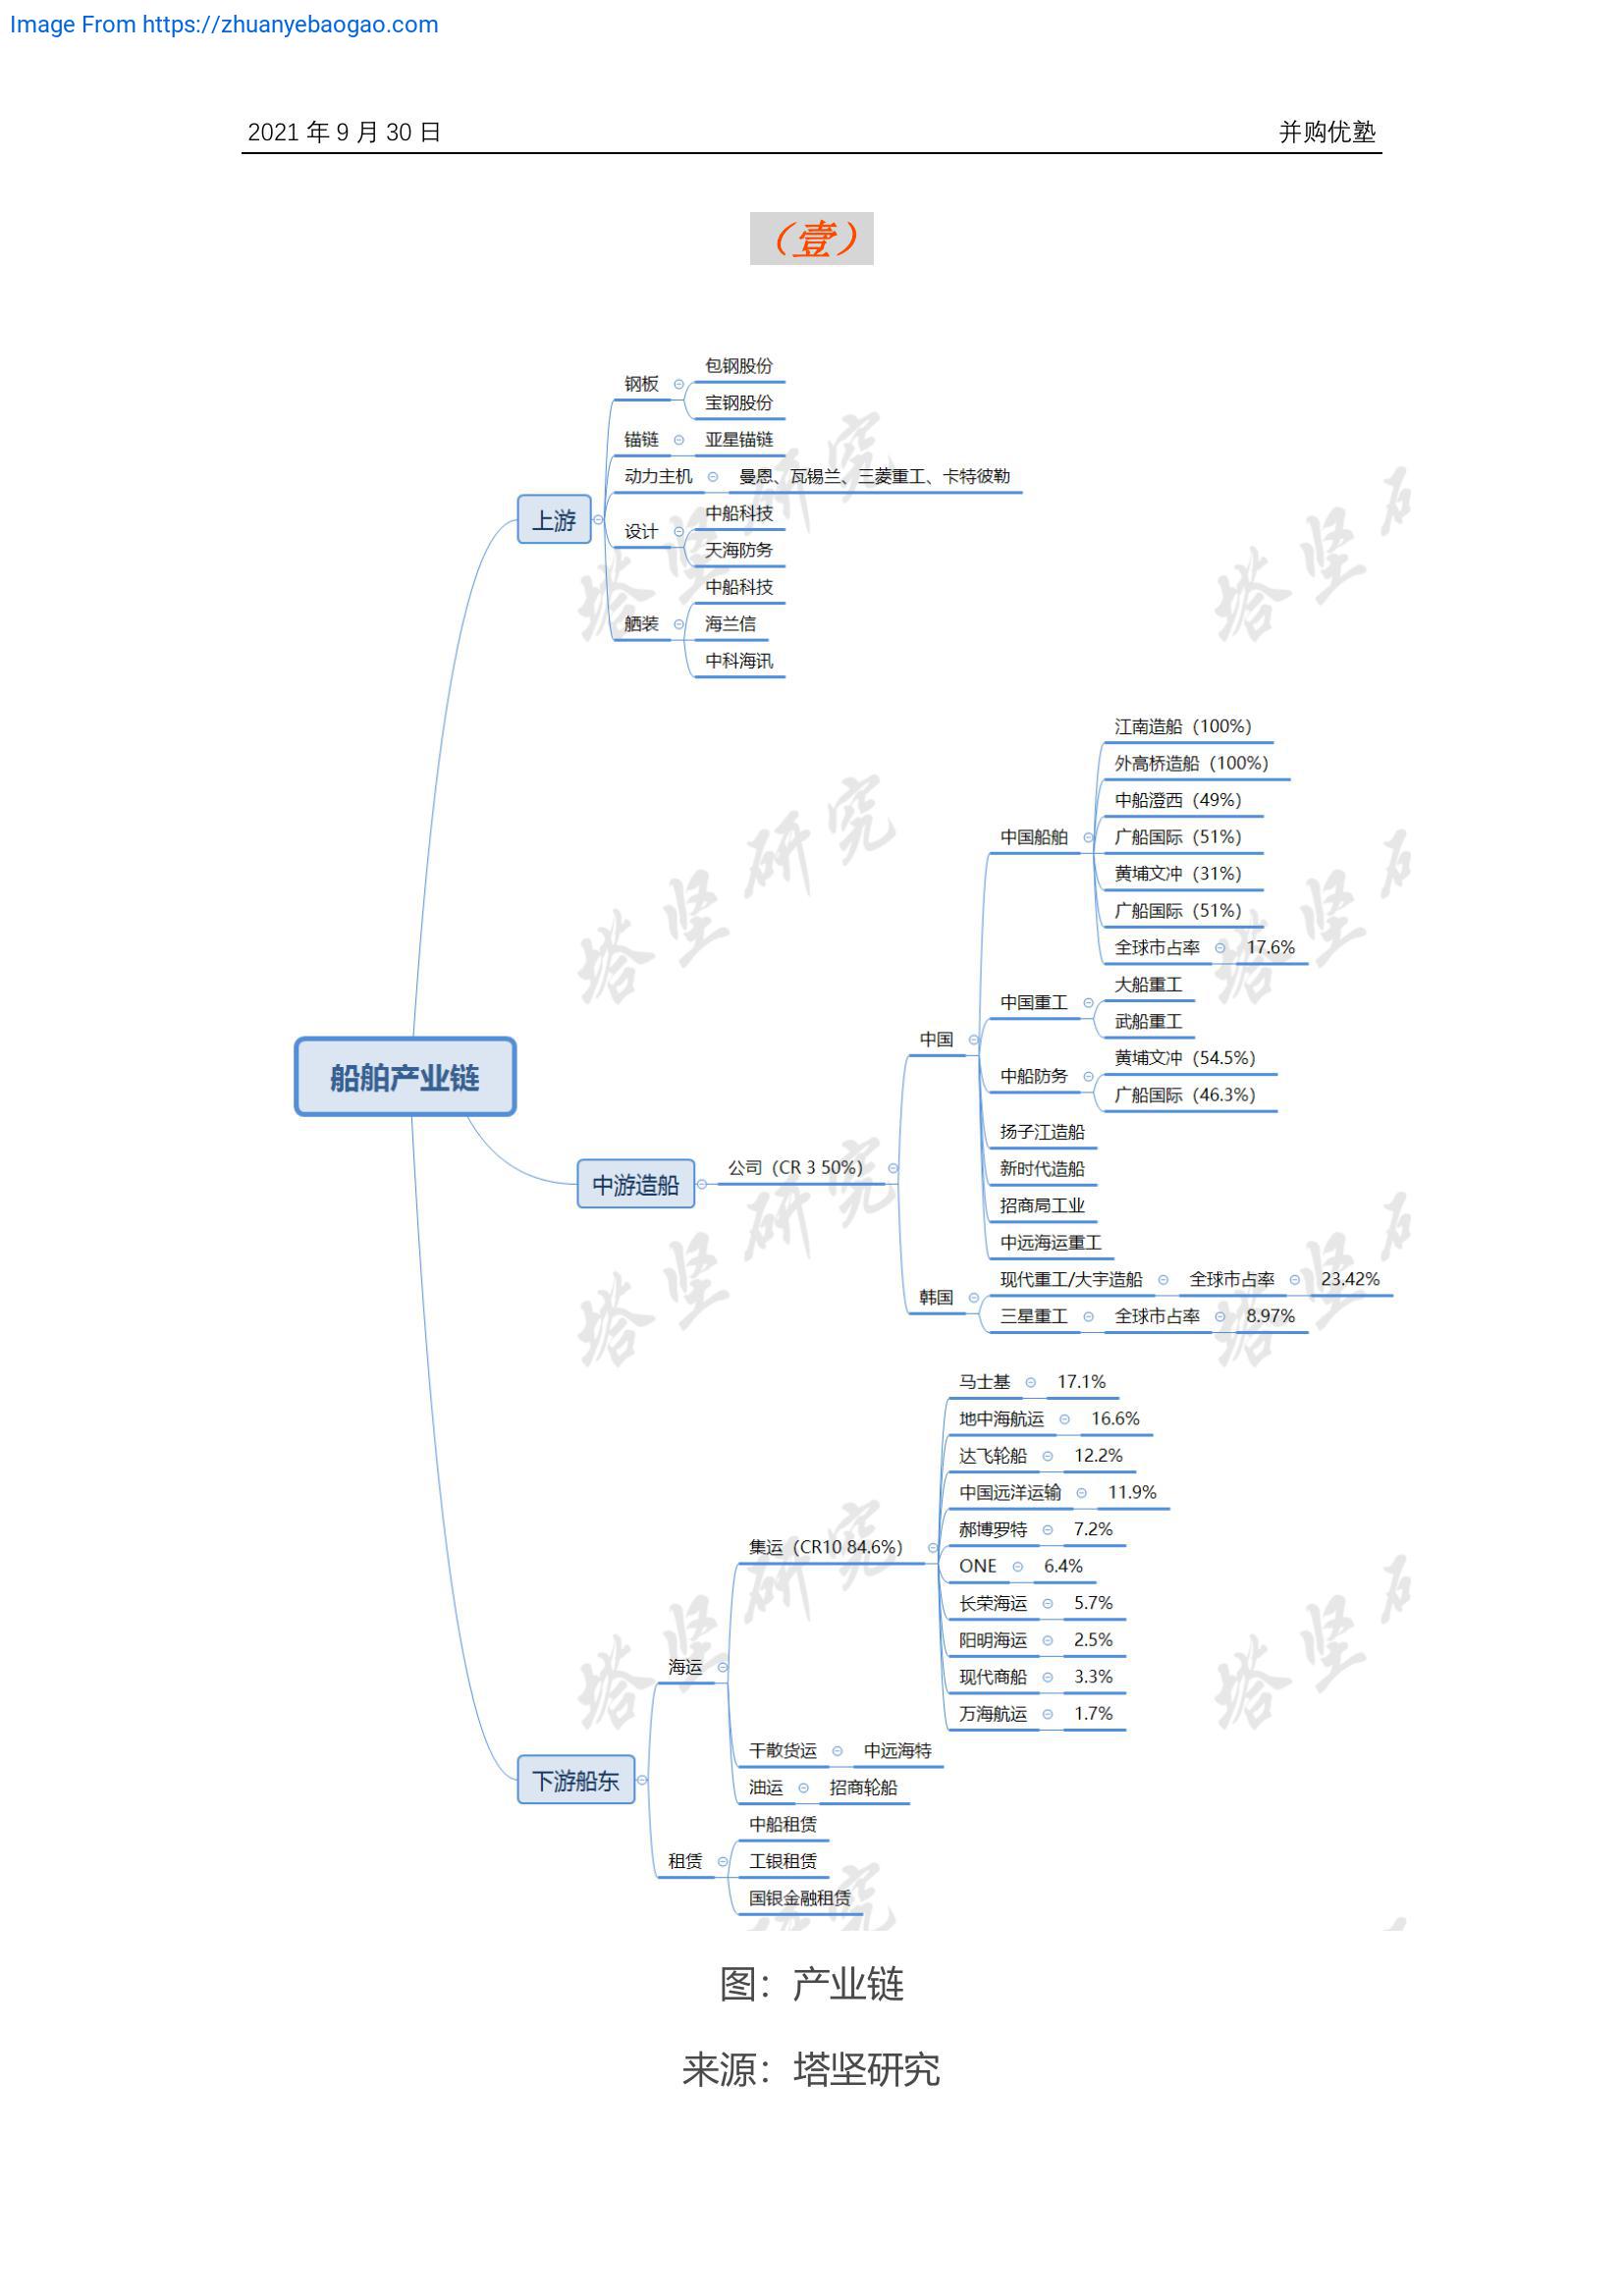 Image From https://zhuanyebaogao.com
2021 年 9 月 30 日
并购优塾
（壹）
船舶产业链
上游
钢板
包钢股份
宝钢股份
锚链
亚星锚链
动力主机
曼恩、瓦锡兰、三菱重工、卡特彼勒
设计
中船科技
天海防务
舾装
中船科技
海兰信
中科海讯
中游造船
公司（CR 3 50%）
中国
中国船舶
江南造船（100%）
外高桥造船（100%）
中船澄西（49%）
广船国际（51%）
黄埔文冲（31%）
广船国际（51%）
全球市占率
17.6%
中国重工
大船重工
武船重工
中船防务
黄埔文冲（54.5%）
广船国际（46.3%）
扬子江造船
新时代造船
招商局工业
中远海运重工
韩国
现代重工/大宇造船
全球市占率
23.42%
三星重工
全球市占率
8.97%
下游船东
海运
集运（CR10 84.6%）
马士基
17.1%
地中海航运
16.6%
达飞轮船
12.2%
中国远洋运输
11.9%
郝博罗特
7.2%
ONE
6.4%
长荣海运
5.7%
阳明海运
2.5%
现代商船
3.3%
万海航运
1.7%
干散货运
中远海特
油运
招商轮船
租赁
中船租赁
工银租赁
国银金融租赁
塔坚研究
图：产业链
来源：塔坚研究